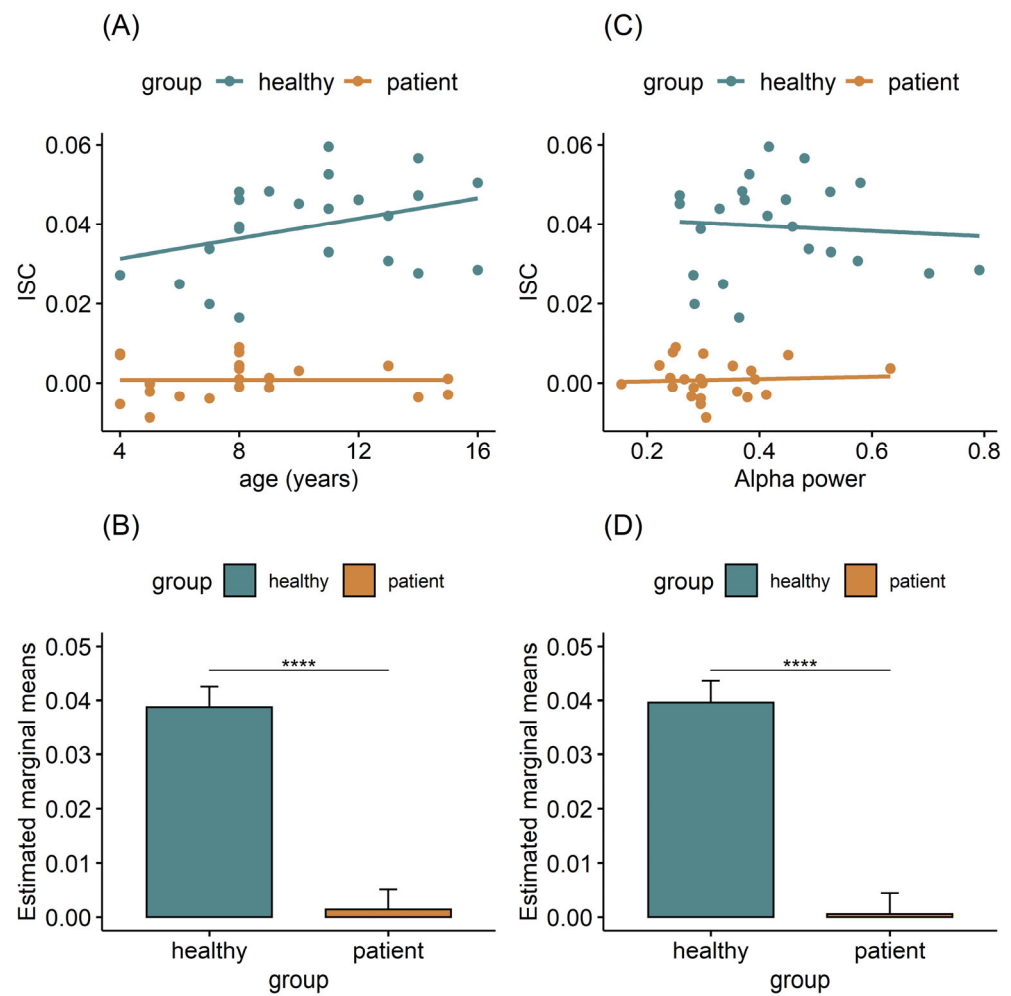 (A)
group healthy patient
0.06
0.04
0.02
0.00
ISC
4 8 12 16
age (years)
(C)
group healthy patient
0.06
0.04
0.02
0.00
ISC
0.2 0.4 0.6 0.8
Alpha power
(B)
group healthy patient
0.05
0.04
0.03
0.02
0.01
0.00
Estimated marginal means
****
healthy patient
group
(D)
group healthy patient
0.05
0.04
0.03
0.02
0.01
0.00
Estimated marginal means
****
healthy patient
group